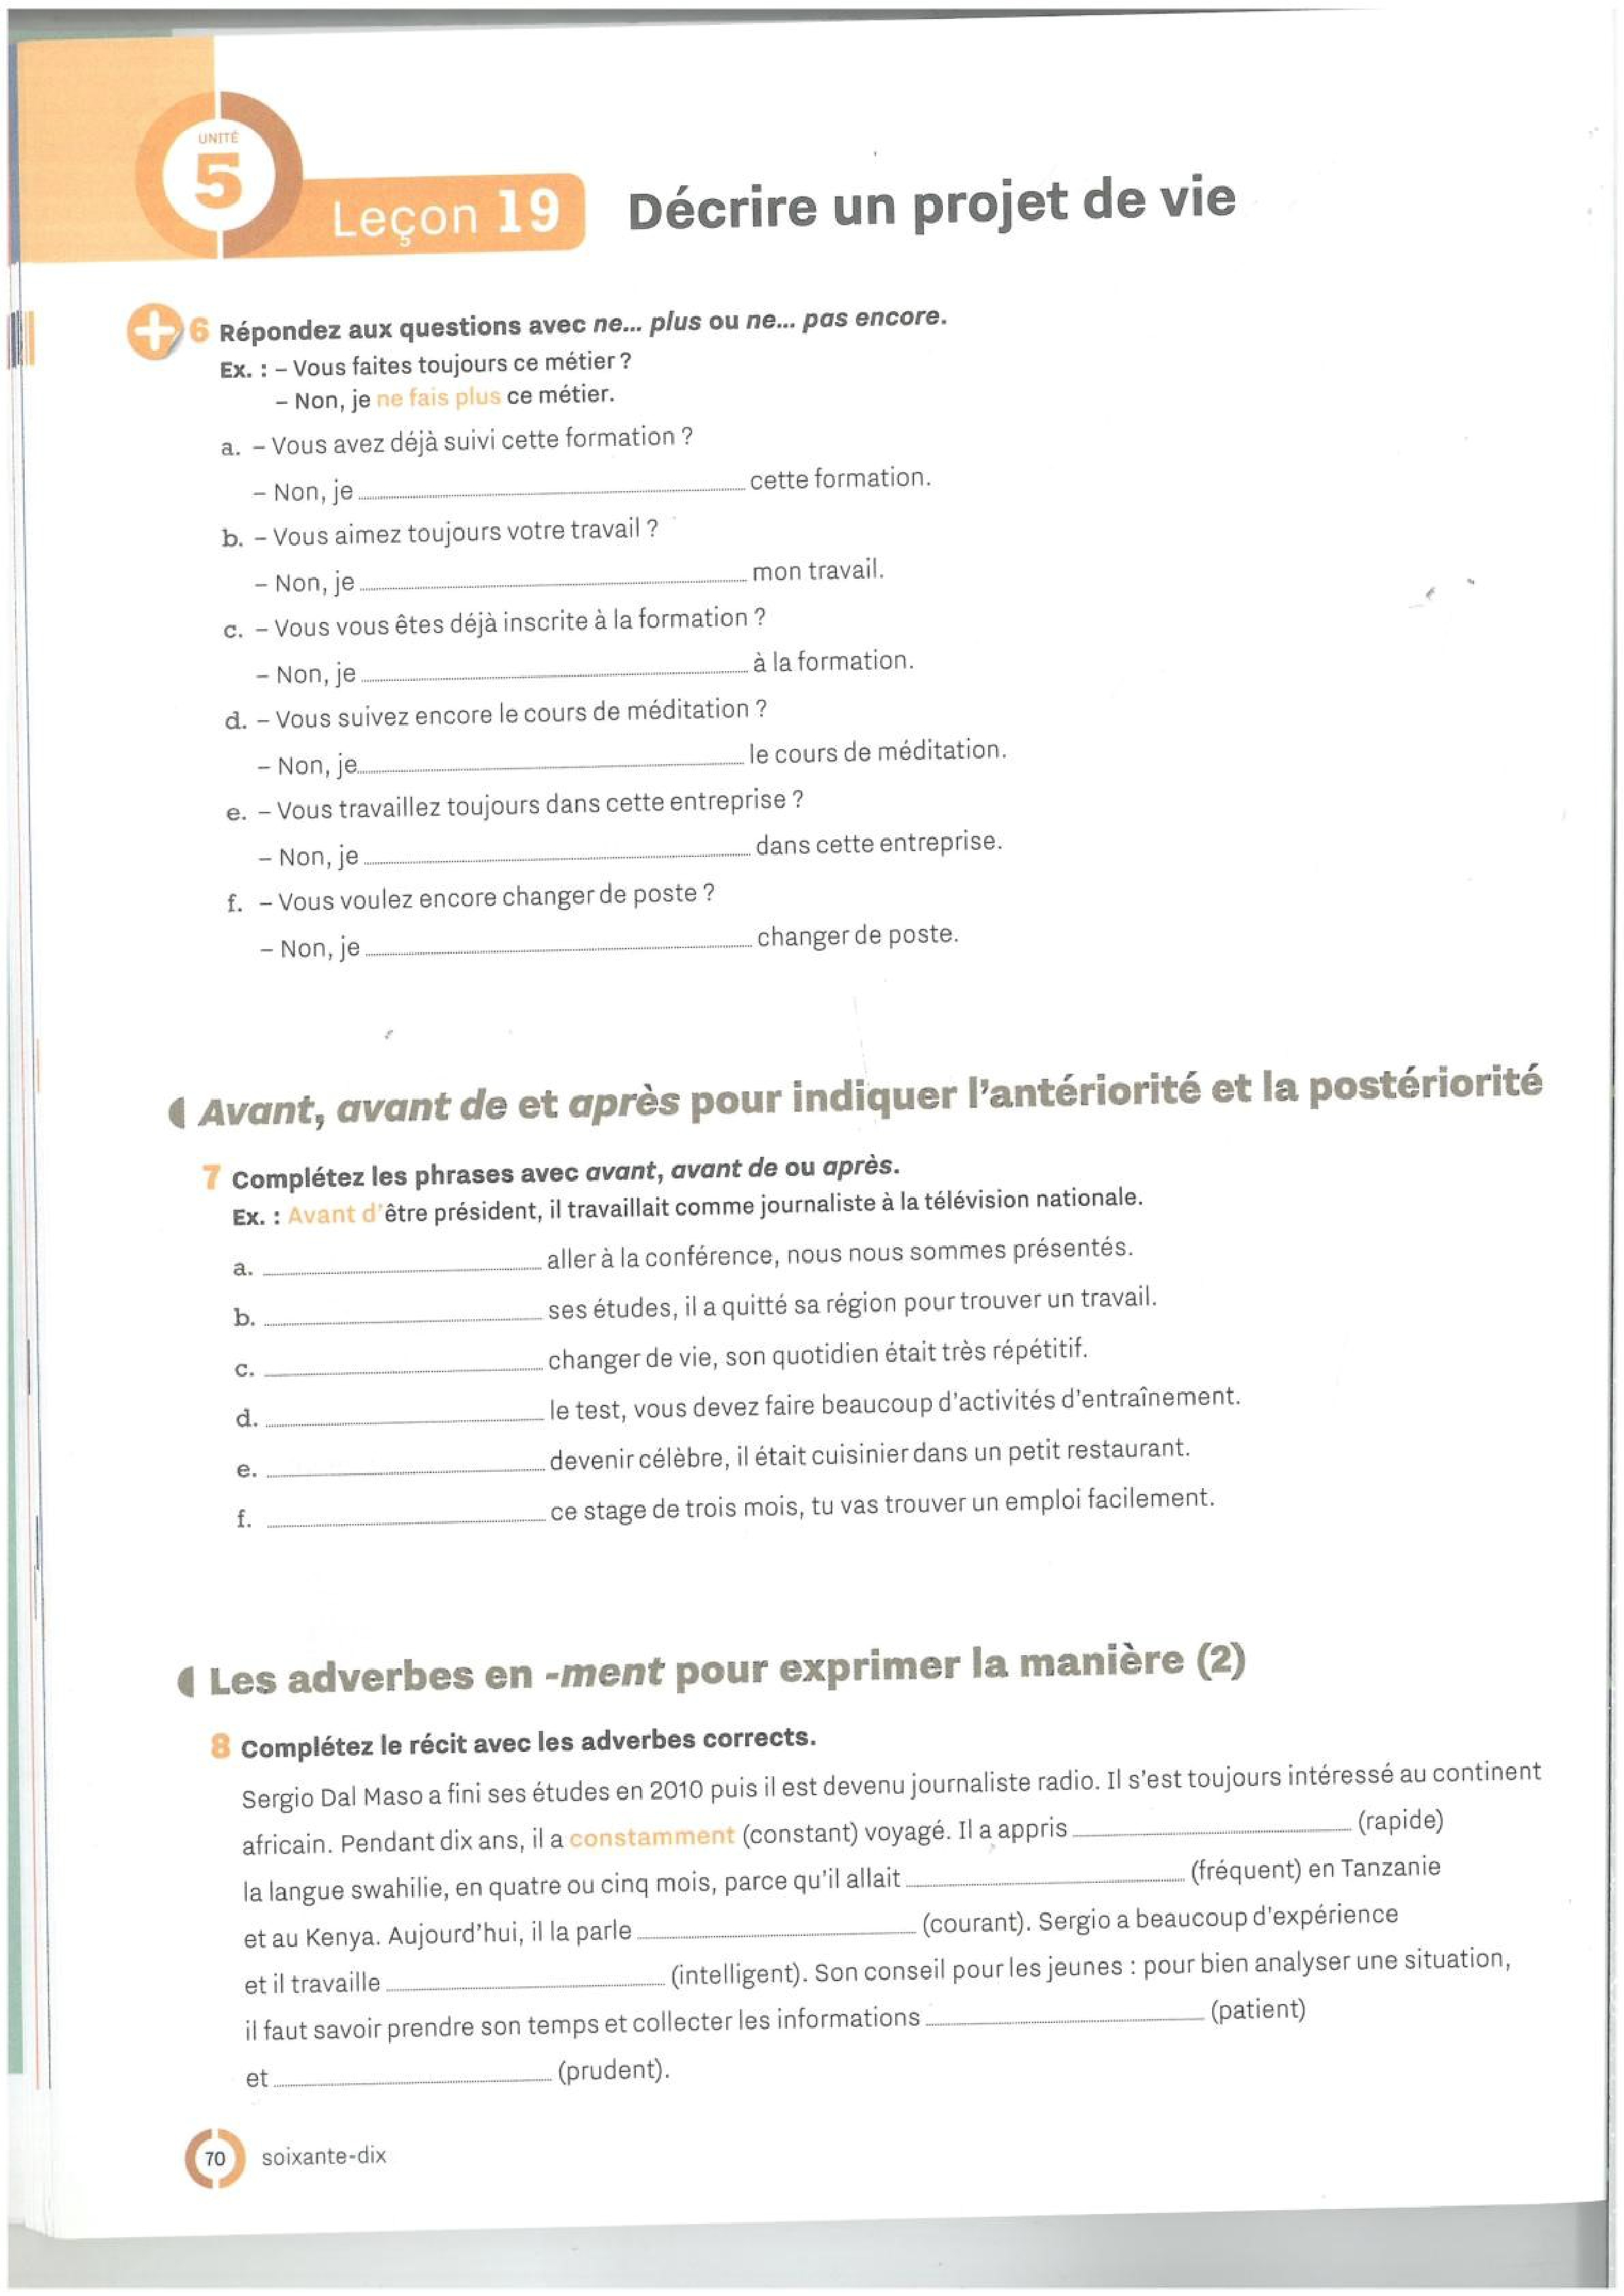 UNITÉ
5
Leçon 19
Décrire un projet de vie
6 Répondez aux questions avec ne... plus ou ne... pas encore.
Ex. : – Vous faites toujours ce métier ?
– Non, je ne fais plus ce métier.
a. – Vous avez déjà suivi cette formation ?
– Non, je cette formation.
b. – Vous aimez toujours votre travail ?
– Non, je mon travail.
c. – Vous vous êtes déjà inscrite à la formation ?
– Non, je à la formation.
d. – Vous suivez encore le cours de méditation ?
– Non, je le cours de méditation.
e. – Vous travaillez toujours dans cette entreprise ?
– Non, je dans cette entreprise.
f. – Vous voulez encore changer de poste ?
– Non, je changer de poste.
Avant, avant de et après pour indiquer l'antériorité et la postériorité
7 Complétez les phrases avec avant, avant de ou après.
Ex. : Avant d'être président, il travaillait comme journaliste à la télévision nationale.
a. aller à la conférence, nous nous sommes présentés.
b. ses études, il a quitté sa région pour trouver un travail.
c. changer de vie, son quotidien était très répétitif.
d. le test, vous devez faire beaucoup d'activités d'entraînement.
e. devenir célèbre, il était cuisinier dans un petit restaurant.
f. ce stage de trois mois, tu vas trouver un emploi facilement.
Les adverbes en -ment pour exprimer la manière (2)
8 Complétez le récit avec les adverbes corrects.
Sergio Dal Maso a fini ses études en 2010 puis il est devenu journaliste radio. Il s'est toujours intéressé au continent
africain. Pendant dix ans, il a constamment (constant) voyagé. Il a appris (rapide)
la langue swahilie, en quatre ou cinq mois, parce qu'il allait (fréquent) en Tanzanie
et au Kenya. Aujourd'hui, il la parle (courant). Sergio a beaucoup d'expérience
et il travaille (intelligent). Son conseil pour les jeunes : pour bien analyser une situation,
il faut savoir prendre son temps et collecter les informations (patient)
et (prudent).
70 soixante-dix